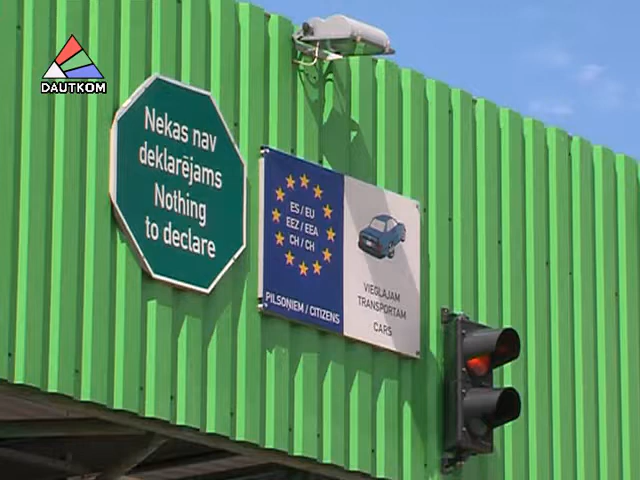 DAUTKOM
Nekas nav
deklarējams
Nothing
to declare
ES / EU
EEZ / EEA
CH / CH
PILSOŅIEM / CITIZENS
VIEGLAJAM
TRANSPORTAM
CARS